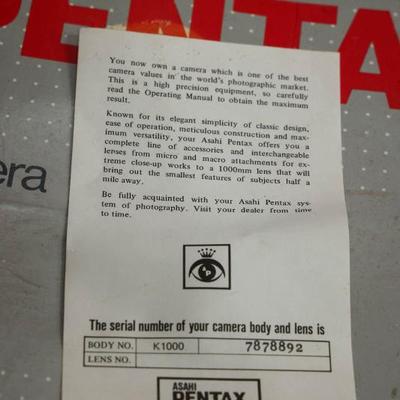 PENTA
era
You now own a camera which is one of the best
camera values in the world's photographic market.
This is a high precision equipment, so carefully
read the Operating Manual to obtain the maximum
result.
Known for its elegant simplicity of classic design,
ease of operation, meticulous construction and max-
imum versatility, your Asahi Pentax offers you a
complete line of accessories and interchangeable
lenses from micro and macro attachments for ex-
treme close-up works to a 1000mm lens that will
bring out the smallest features of subjects half a
mile away.
Be fully acquainted with your Asahi Pentax sys-
tem of photography. Visit your dealer from time
to time.
The serial number of your camera body and lens is
BODY NO. K1000 7878892
LENS NO.
ASAHI
PENTAX